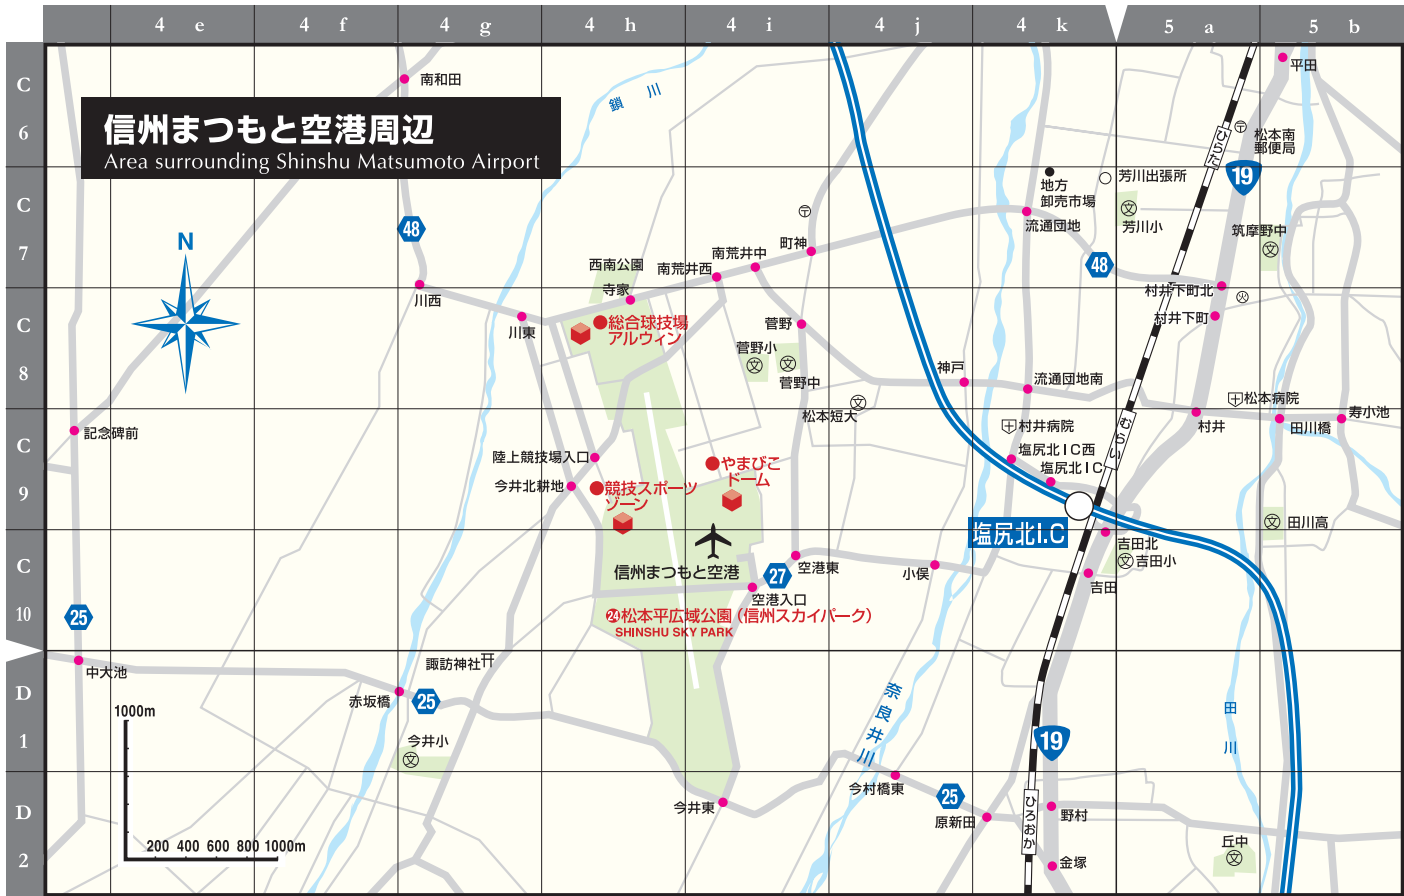 4 e
4 f
4 g
4 h
4 i
4 j
4 k
5 a
5 b
C
6
C
7
C
8
C
9
C
10
D
1
D
2
信州まつもと空港周辺
Area surrounding Shinshu Matsumoto Airport
N
南和田
鎖川
平田
ひらた
松本南
郵便局
19
地方
卸売市場
芳川出張所
芳川小
流通団地
筑摩野中
48
48
町神
南荒井中
南荒井西
西南公園
寺家
川西
川東
村井下町北
村井下町
総合球技場
アルウィン
菅野
菅野小
菅野中
神戸
流通団地南
松本短大
松本病院
村井
田川橋
寿小池
記念碑前
村井病院
むらい
塩尻北IC西
塩尻北IC
陸上競技場入口
今井北耕地
やまびこ
ドーム
競技スポーツ
ゾーン
田川高
塩尻北I.C
吉田北
吉田小
吉田
信州まつもと空港
27
空港東
小俣
空港入口
25
㉔松本平広域公園(信州スカイパーク)
SHINSHU SKY PARK
中大池
諏訪神社
赤坂橋
25
奈良井川
田川
1000m
今井小
19
今井東
今村橋東
25
原新田
ひろおか
野村
丘中
金塚
200 400 600 800 1000m
文
文
文
文
文
文
文
文
文
火